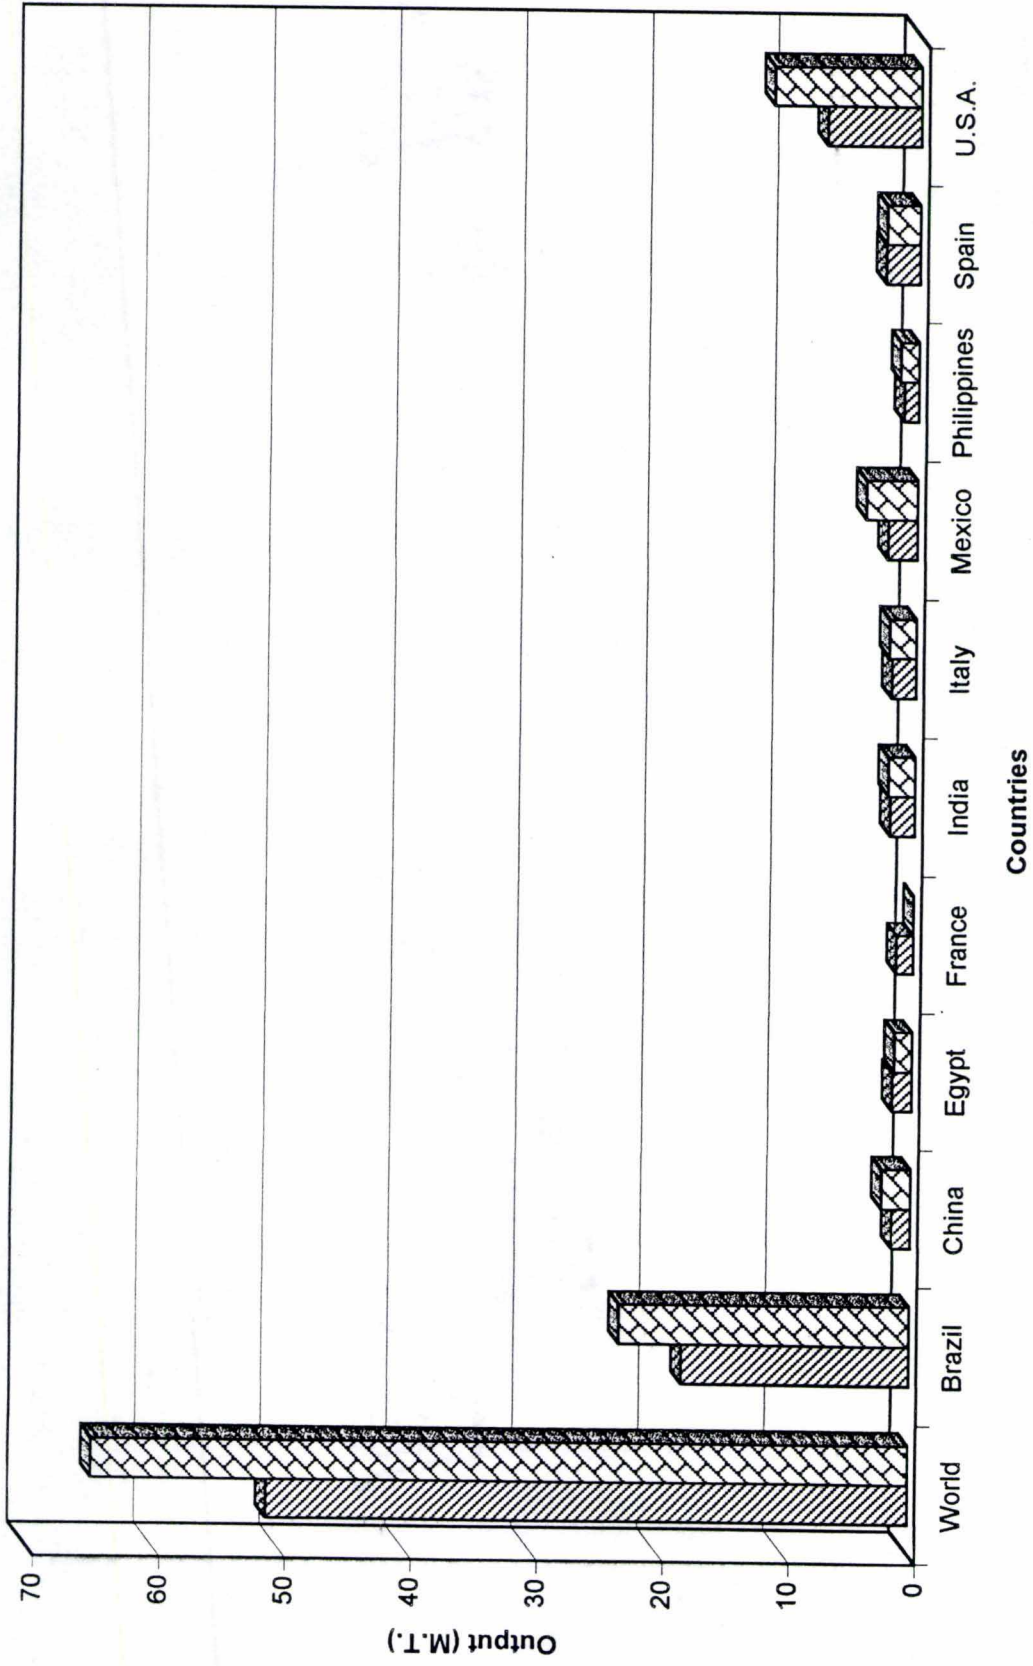 Output (M.T.)
70
60
50
40
30
20
10
0
World
Brazil
China
Egypt
France
India
Italy
Mexico
Philippines
Spain
U.S.A.
Countries